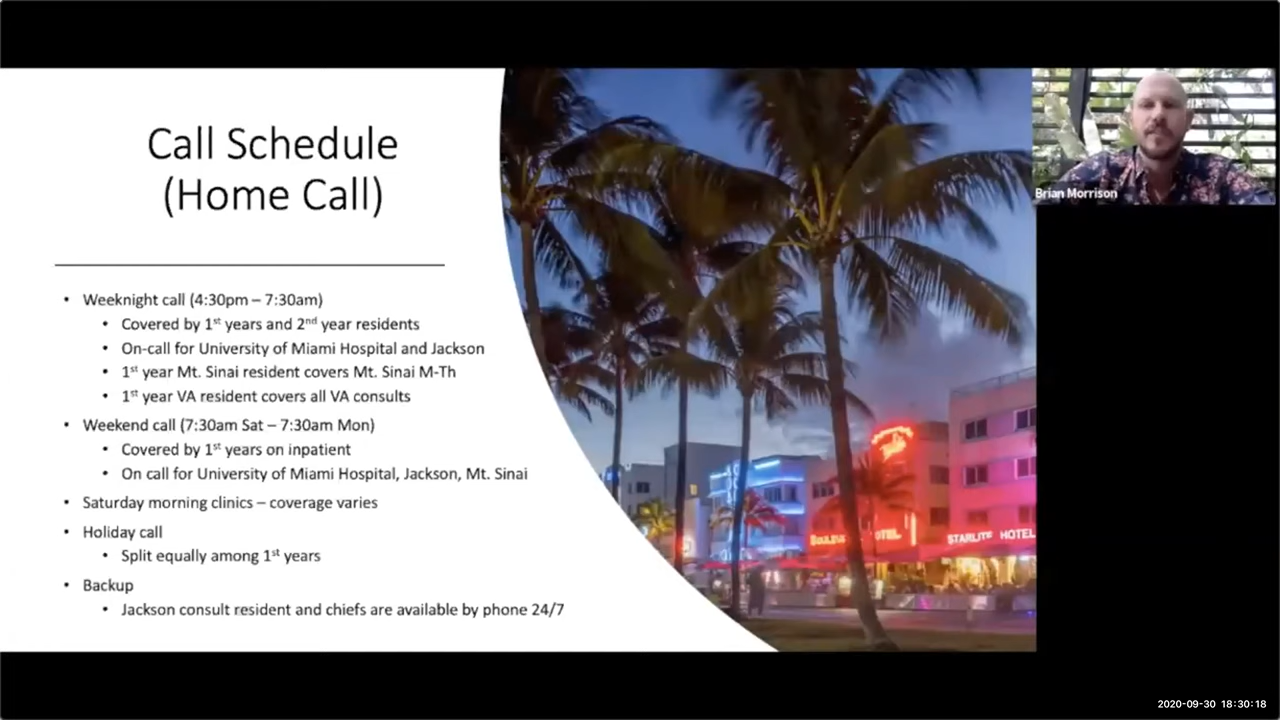 Call Schedule
(Home Call)
• Weeknight call (4:30pm – 7:30am)
• Covered by 1st years and 2nd year residents
• On-call for University of Miami Hospital and Jackson
• 1st year Mt. Sinai resident covers Mt. Sinai M-Th
• 1st year VA resident covers all VA consults
• Weekend call (7:30am Sat – 7:30am Mon)
• Covered by 1st years on inpatient
• On call for University of Miami Hospital, Jackson, Mt. Sinai
• Saturday morning clinics – coverage varies
• Holiday call
• Split equally among 1st years
• Backup
• Jackson consult resident and chiefs are available by phone 24/7
STARLITE HOTEL
Brian Morrison
2020-09-30 18:30:18